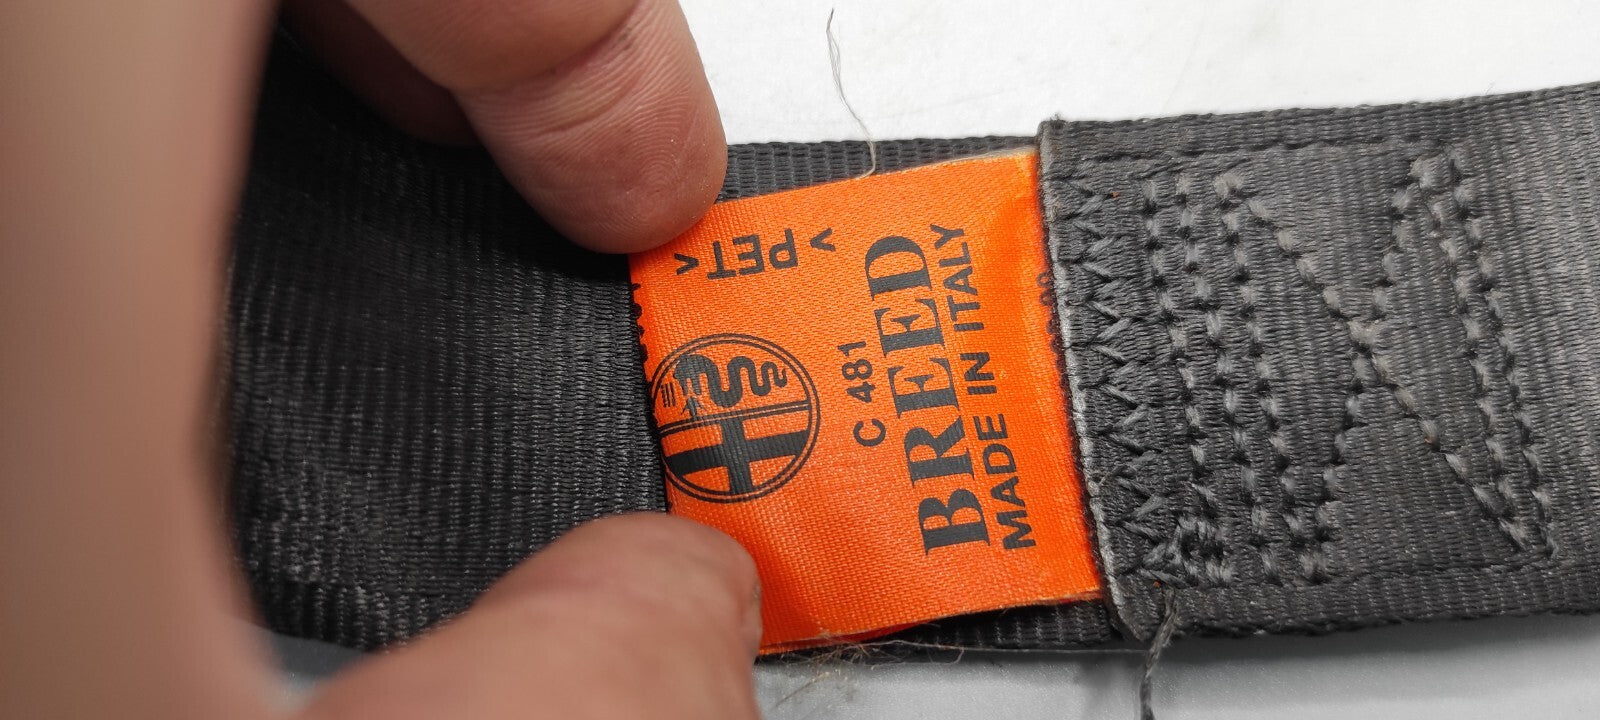 > PET <
C 481
BREED
MADE IN ITALY